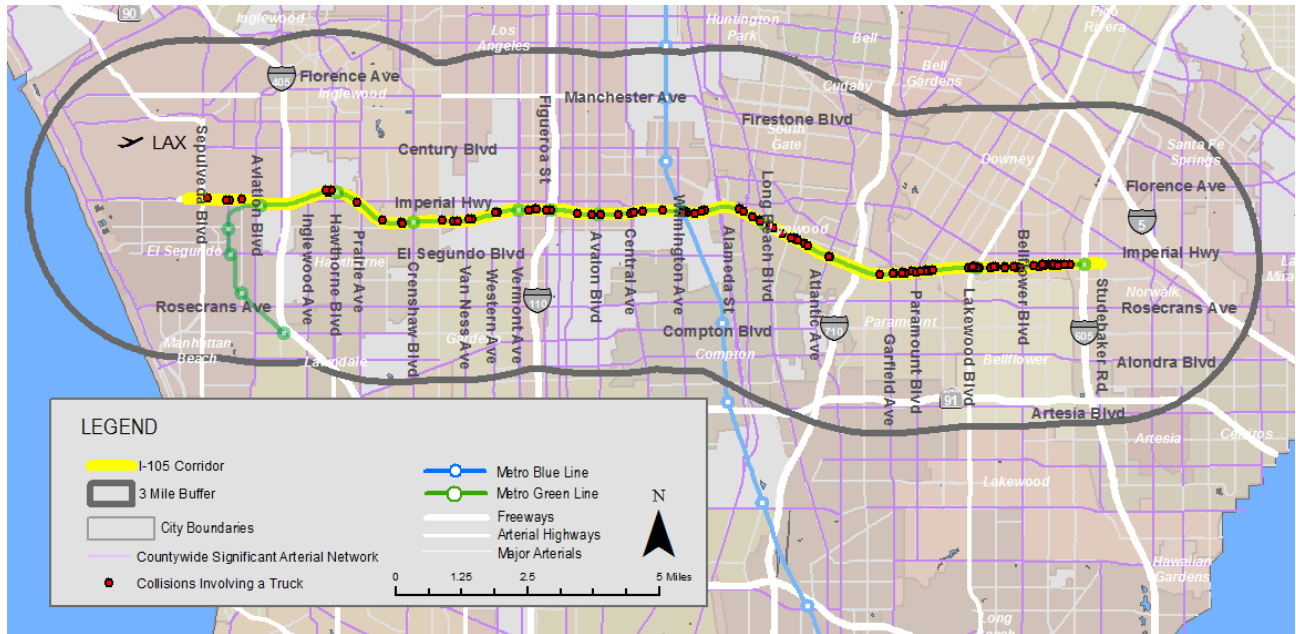 90
Inglewood
Los
Angeles
Huntington
Park
Bell
Pico
Rivera
Florence Ave
Inglewood
405
Bell
Gardens
Cudahy
Manchester Ave
Figueroa St
Firestone Blvd
South
Gate
LAX
Sepulveda Blvd
Aviation Blvd
Century Blvd
Downey
Santa Fe
Springs
Florence Ave
5
Imperial Hwy
Imperial Hwy
El Segundo
El Segundo Blvd
Inglewood Ave
Hawthorne Blvd
Hawthorne
Prairie Ave
Crenshaw Blvd
Van Ness Ave
Western Ave
Vermont Ave
110
Avalon Blvd
Central Ave
Wilmington Ave
Alameda St
Long Beach Blvd
Lynwood
Atlantic Ave
710
Garfield Ave
Paramount Blvd
Paramount
Lakewood Blvd
Bellflower Blvd
Bellflower
Studebaker Rd
605
Norwalk
Rosecrans Ave
Rosecrans Ave
Manhattan
Beach
Lawndale
Compton Blvd
Compton
Alondra Blvd
91
Artesia Blvd
Artesia
Cerritos
Lakewood
Hawaiian
Gardens
Long
LEGEND
I-105 Corridor
3 Mile Buffer
City Boundaries
Countywide Significant Arterial Network
Collisions Involving a Truck
Metro Blue Line
Metro Green Line
Freeways
Arterial Highways
Major Arterials
N
0 1.25 2.5 5 Miles